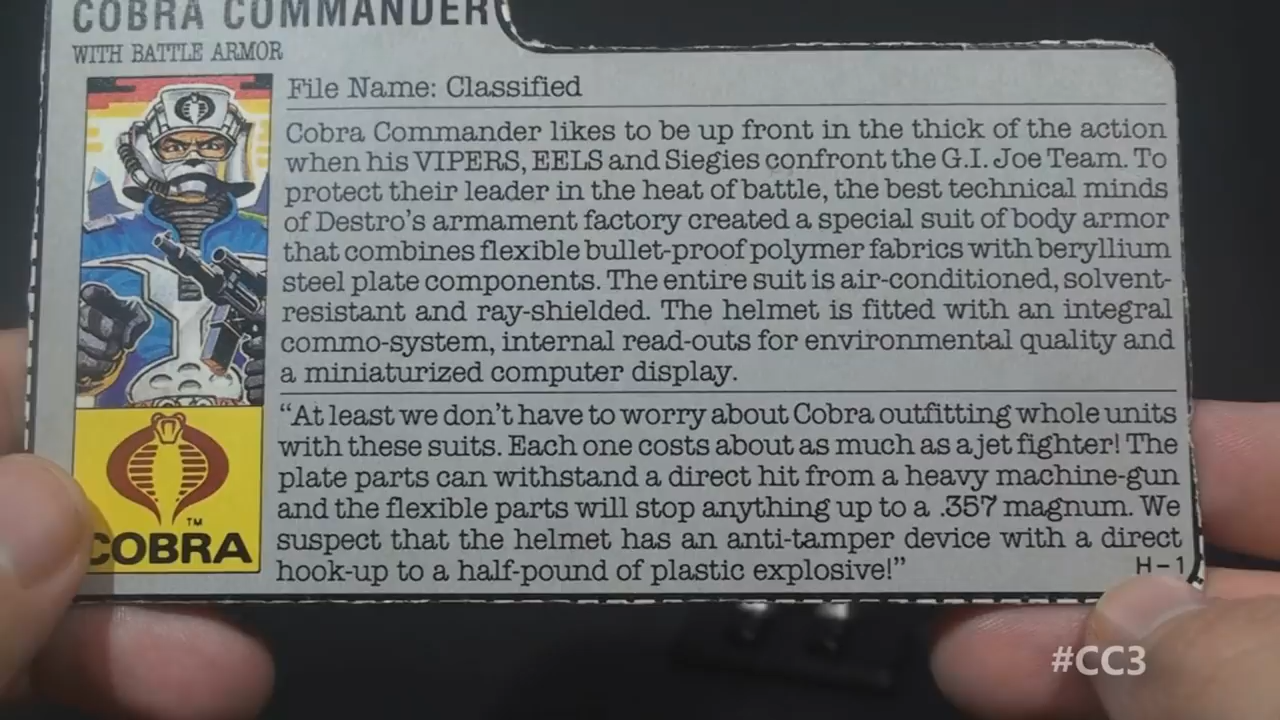 COBRA COMMANDER
WITH BATTLE ARMOR
File Name: Classified
Cobra Commander likes to be up front in the thick of the action
when his VIPERS, EELS and Siegies confront the G.I. Joe Team. To
protect their leader in the heat of battle, the best technical minds
of Destro's armament factory created a special suit of body armor
that combines flexible bullet-proof polymer fabrics with beryllium
steel plate components. The entire suit is air-conditioned, solvent-
resistant and ray-shielded. The helmet is fitted with an integral
commo-system, internal read-outs for environmental quality and
a miniaturized computer display.
"At least we don't have to worry about Cobra outfitting whole units
with these suits. Each one costs about as much as a jet fighter! The
plate parts can withstand a direct hit from a heavy machine-gun
and the flexible parts will stop anything up to a .357 magnum. We
suspect that the helmet has an anti-tamper device with a direct
hook-up to a half-pound of plastic explosive!"
TM
COBRA
H-1
#CC3